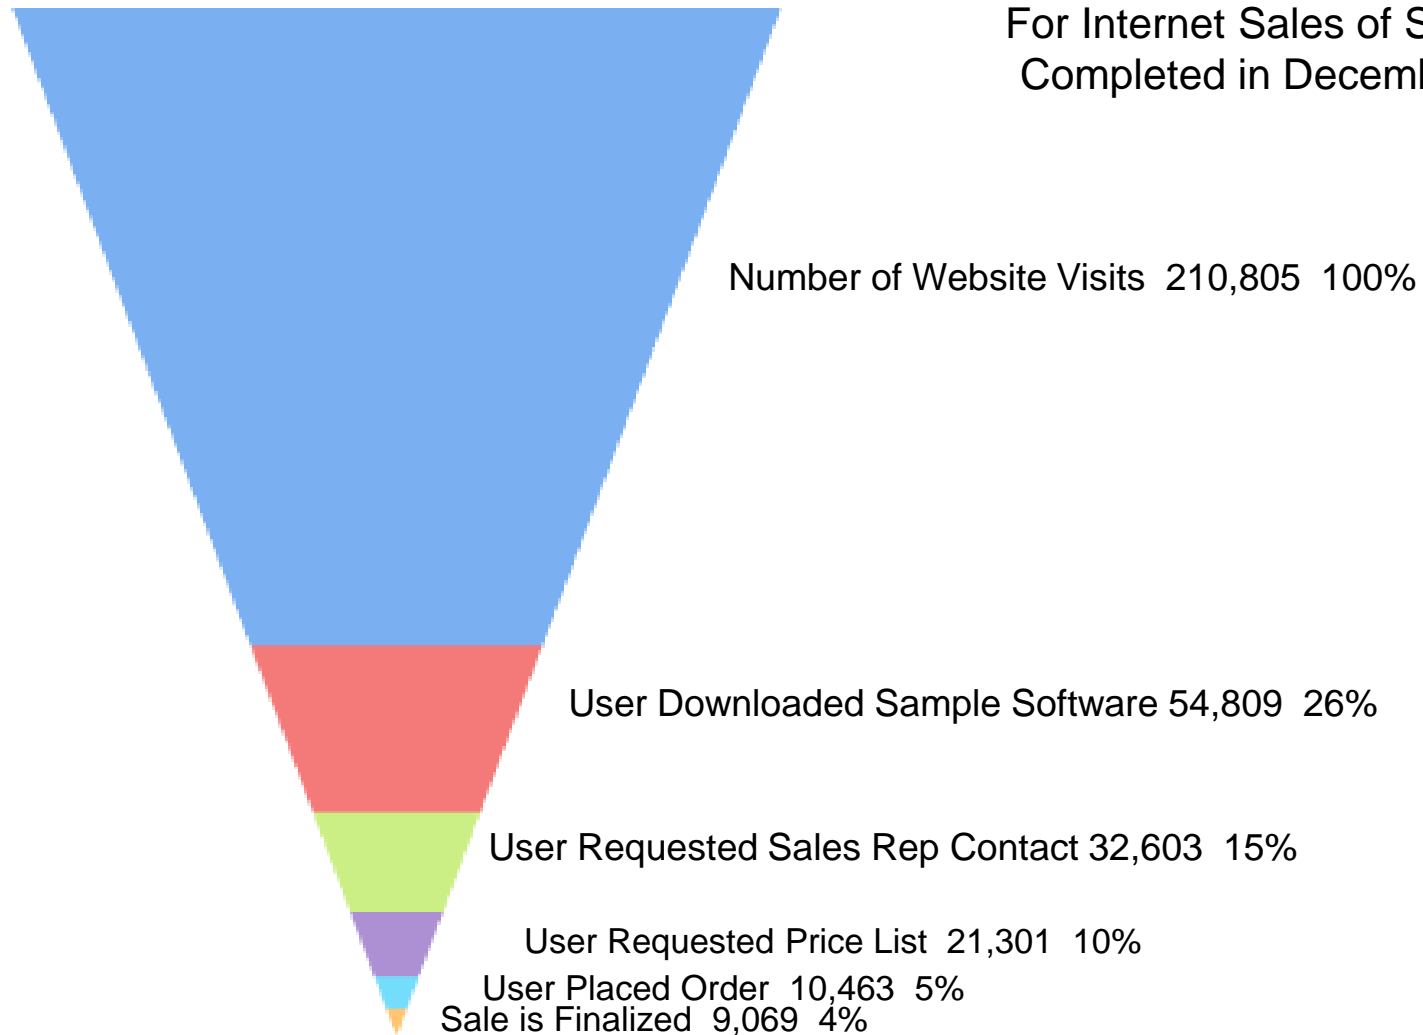 For Internet Sales of
Completed in
Number of Website Visits 210,805 100%
User Downloaded Sample Software 54,809 26%
User Requested Sales Rep Contact 32,603 15%
User Requested Price List 21,301 10%
User Placed Order 10,463 5%
Sale is Finalized 9,069 4%